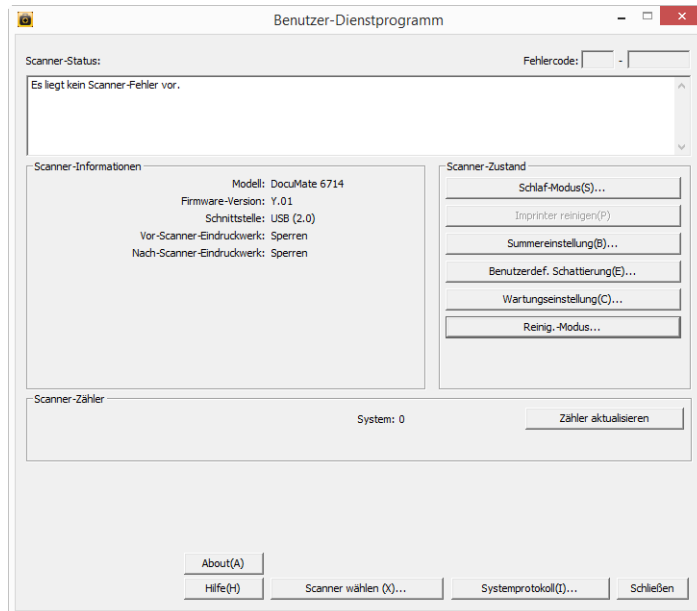 Benutzer-Dienstprogramm
Scanner-Status:
Fehlercode: -
Es liegt kein Scanner-Fehler vor.
Scanner-Informationen
Modell: DocuMate 6714
Firmware-Version: Y.01
Schnittstelle: USB (2.0)
Vor-Scanner-Eindruckwerk: Sperren
Nach-Scanner-Eindruckwerk: Sperren
Scanner-Zustand
Schlaf-Modus(S)...
Imprinter reinigen(P)
Summereinstellung(B)...
Benutzerdef. Schattierung(E)...
Wartungseinstellung(C)...
Reinig.-Modus...
Scanner-Zähler
System: 0
Zähler aktualisieren
About(A)
Hilfe(H)
Scanner wählen (X)...
Systemprotokoll(I)...
Schließen